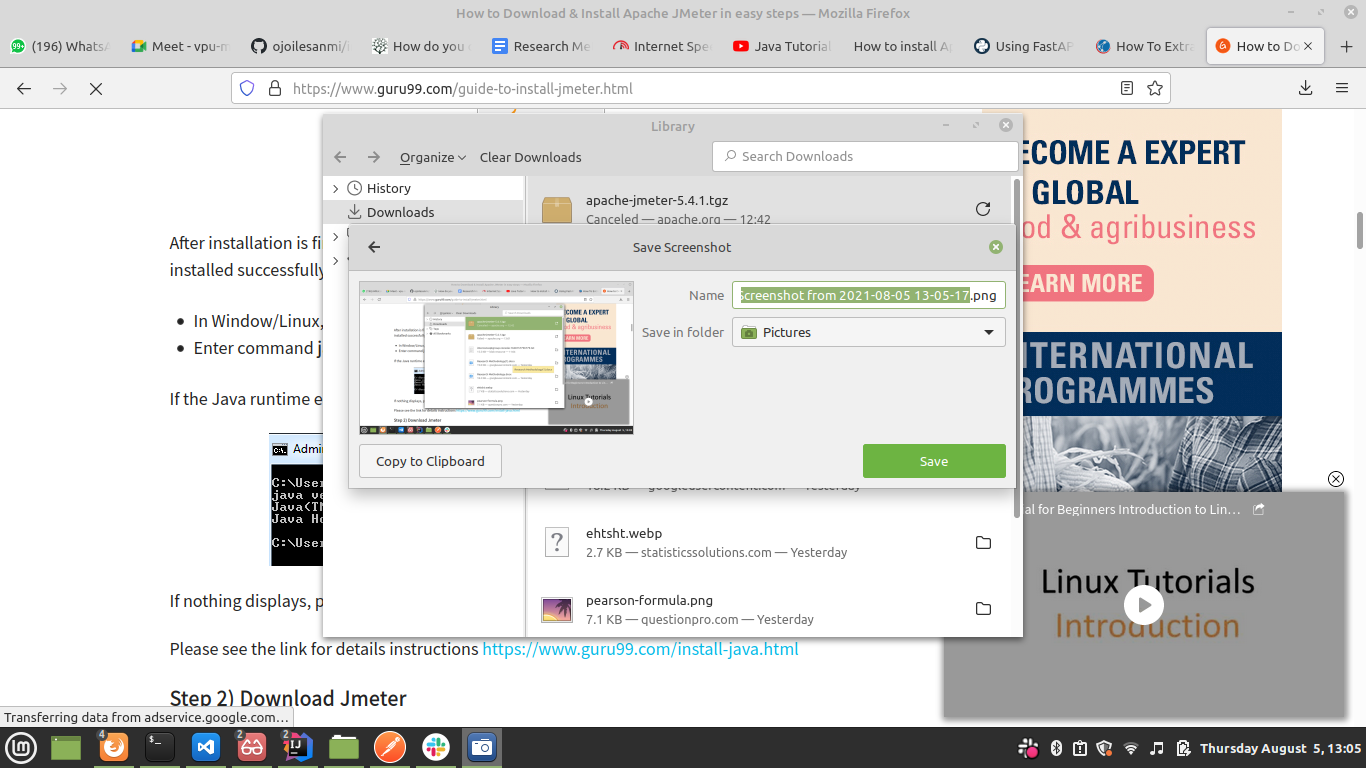 How to Download & Install Apache JMeter in easy steps — Mozilla Firefox
99+ (196) WhatsA
Meet - vpu-m
ojoilesanmi/
How do you
Research Me
Internet Spe
Java Tutorial
How to install Ap
Using FastAP
How To Extra
How to Do
https://www.guru99.com/guide-to-install-jmeter.html
Library
Organize
Clear Downloads
Search Downloads
History
Downloads
apache-jmeter-5.4.1.tgz
Canceled — apache.org — 12:42
Save Screenshot
Name
Screenshot from 2021-08-05 13-05-17.png
Save in folder
Pictures
Copy to Clipboard
Save
googleusercontent.com — Yesterday
ehtsht.webp
2.7 KB — statisticssolutions.com — Yesterday
pearson-formula.png
7.1 KB — questionpro.com — Yesterday
After installation is fi
installed successfully
In Window/Linux,
Enter command j
If the Java runtime e
Admi
C:\User
java ve
Java(TM
Java Ho
C:\User
If nothing displays, p
Please see the link for details instructions https://www.guru99.com/install-java.html
Step 2) Download Jmeter
ECOME A EXPERT
GLOBAL
od & agribusiness
EARN MORE
NTERNATIONAL
ROGRAMMES
al for Beginners Introduction to Lin…
Linux Tutorials
Introduction
Transferring data from adservice.google.com…
4
2
2
Thursday August 5, 13:05